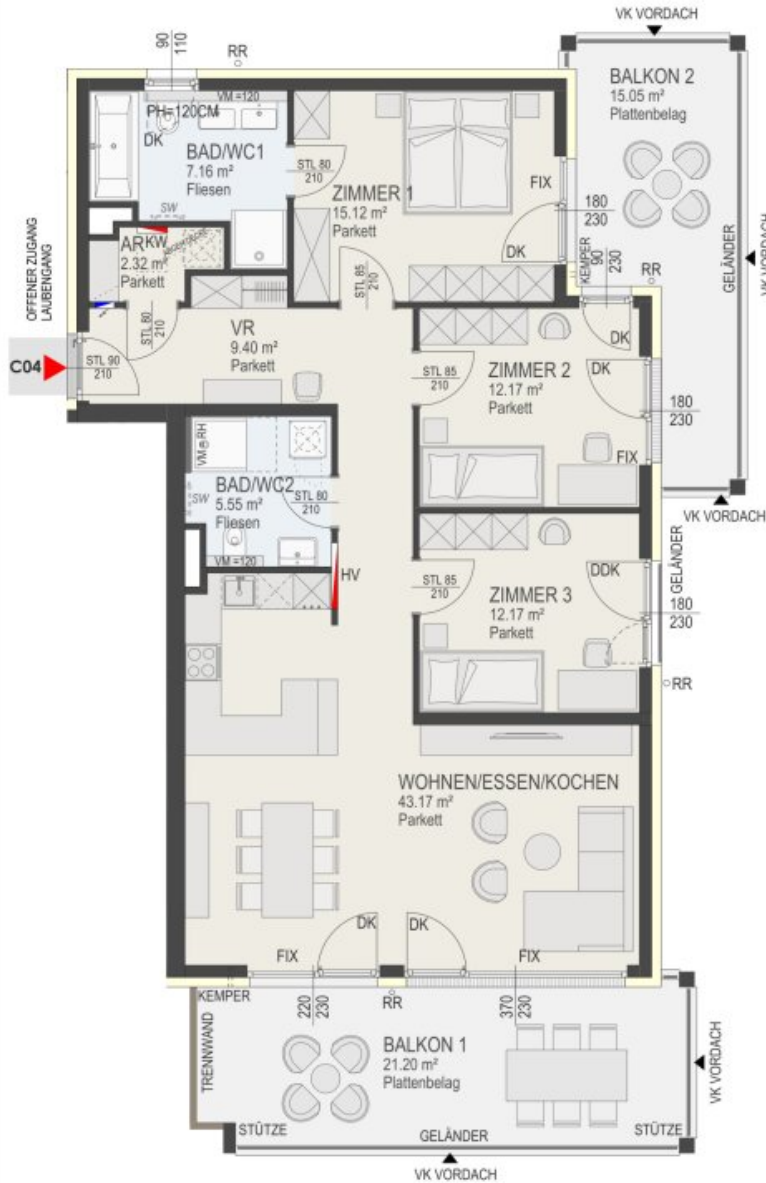 VK VORDACH
90
110
RR
BALKON 2
15.05 m²
Plattenbelag
VM =120
PH=120CM
DK
BAD/WC1
7.16 m²
Fliesen
STL 80
210
ZIMMER 1
15.12 m²
Parkett
FIX
180
230
DK
SW
OFFENER ZUGANG
LAUBENGANG
AR
KW
2.32 m²
Parkett
STL 80
210
STL 85
210
KEMPER
90
230
RR
GELÄNDER
VK VORDACH
C04
STL 90
210
VR
9.40 m²
Parkett
STL 85
210
ZIMMER 2
12.17 m²
Parkett
DK
DK
180
230
FIX
VM @ RH
BAD/WC2
5.55 m²
Fliesen
SW
STL 80
210
VM =120
HV
VK VORDACH
GELÄNDER
STL 85
210
ZIMMER 3
12.17 m²
Parkett
DDK
180
230
RR
WOHNEN/ESSEN/KOCHEN
43.17 m²
Parkett
DK
DK
FIX
FIX
KEMPER
220
230
RR
370
230
TRENNWAND
BALKON 1
21.20 m²
Plattenbelag
VK VORDACH
STÜTZE
GELÄNDER
STÜTZE
VK VORDACH